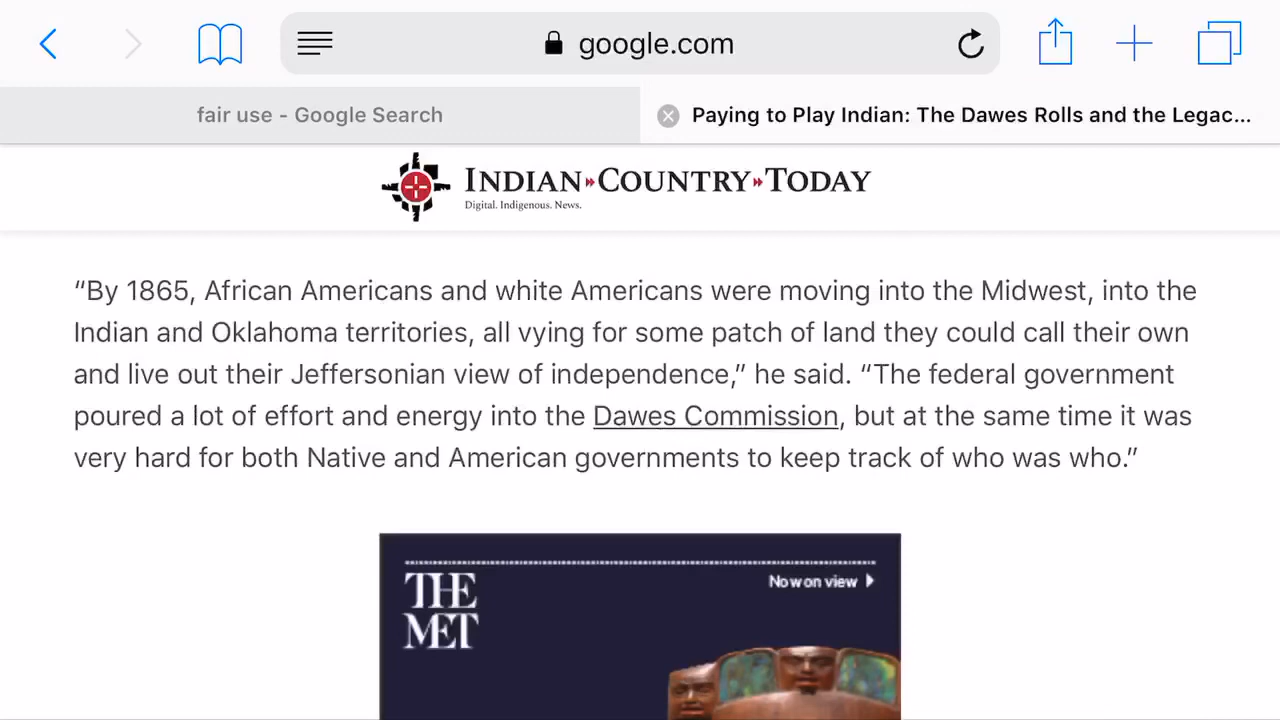 google.com
fair use - Google Search
Paying to Play Indian: The Dawes Rolls and the Legac...
INDIAN COUNTRY TODAY
Digital. Indigenous. News.
“By 1865, African Americans and white Americans were moving into the Midwest, into the
Indian and Oklahoma territories, all vying for some patch of land they could call their own
and live out their Jeffersonian view of independence,” he said. “The federal government
poured a lot of effort and energy into the Dawes Commission, but at the same time it was
very hard for both Native and American governments to keep track of who was who.”
THE
MET
Now on view